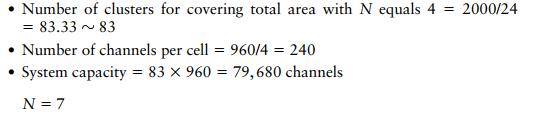 • Number of clusters for covering total area with N equals 4 = 2000/24
= 83.33 ~ 83
• Number of channels per cell = 960/4 = 240
• System capacity = 83 × 960 = 79,680 channels
N = 7